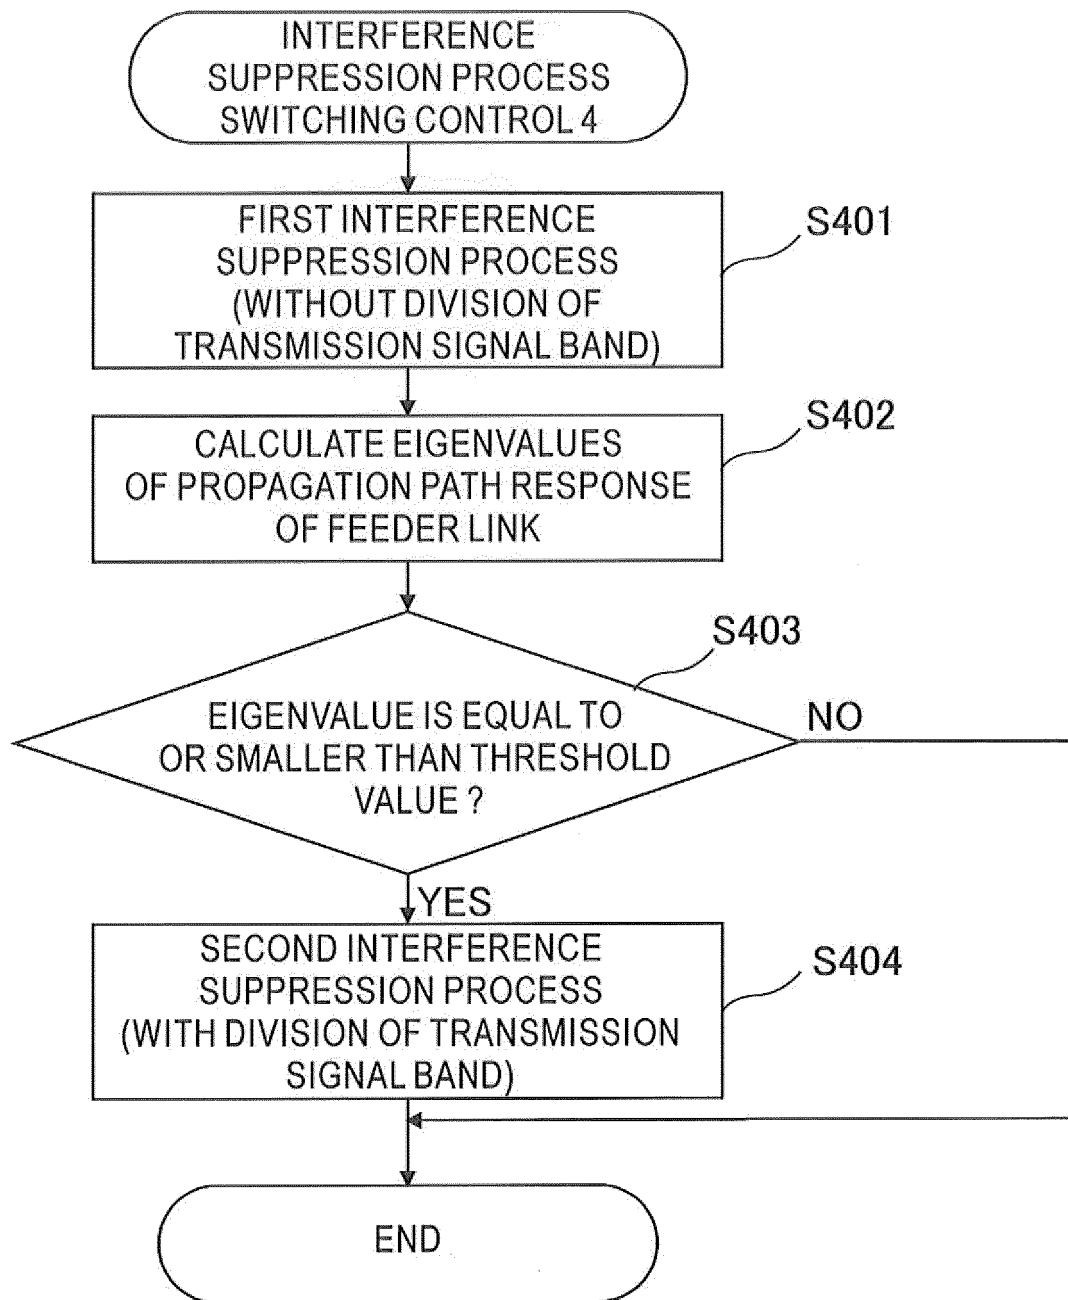 INTERFERENCE
SUPPRESSION PROCESS
SWITCHING CONTROL 4
FIRST INTERFERENCE
SUPPRESSION PROCESS
(WITHOUT DIVISION OF
TRANSMISSION SIGNAL BAND)
S401
CALCULATE EIGENVALUES
OF PROPAGATION PATH RESPONSE
OF FEEDER LINK
S402
S403
EIGENVALUE IS EQUAL TO
OR SMALLER THAN THRESHOLD
VALUE ?
NO
YES
SECOND INTERFERENCE
SUPPRESSION PROCESS
(WITH DIVISION OF TRANSMISSION
SIGNAL BAND)
S404
END